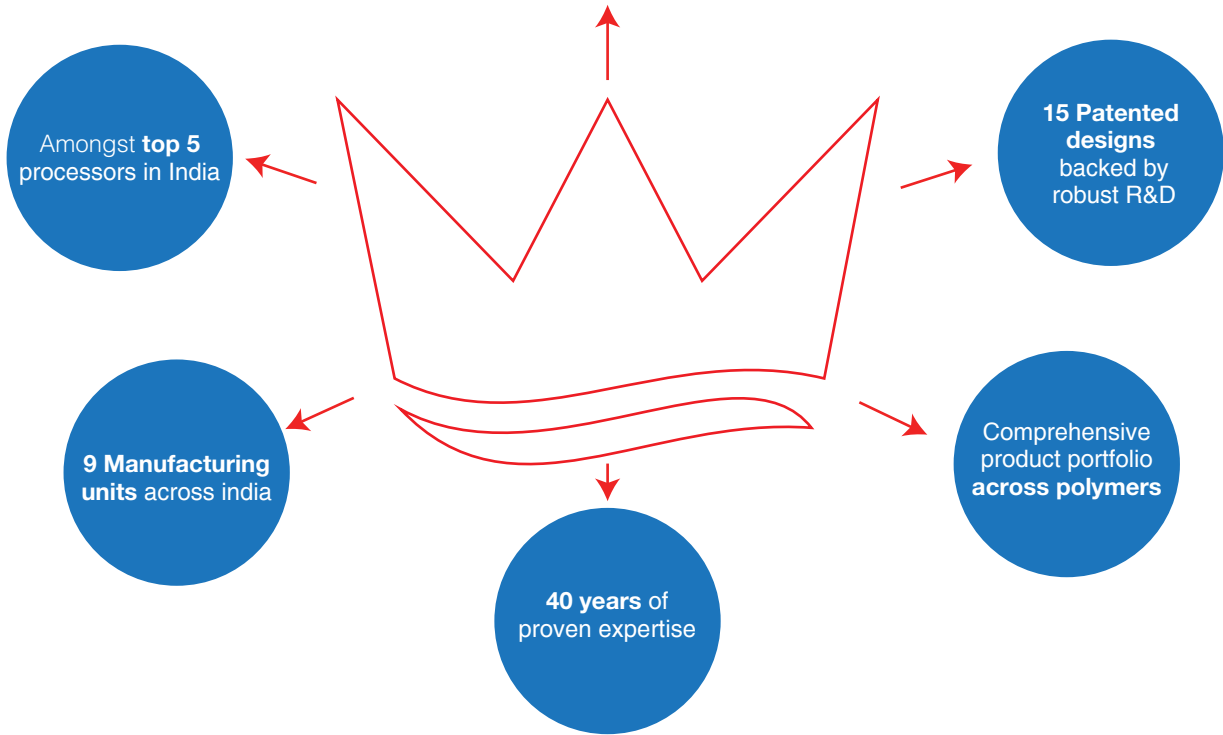 Amongst top 5
processors in India
15 Patented
designs
backed by
robust R&D
9 Manufacturing
units across india
Comprehensive
product portfolio
across polymers
40 years of
proven expertise